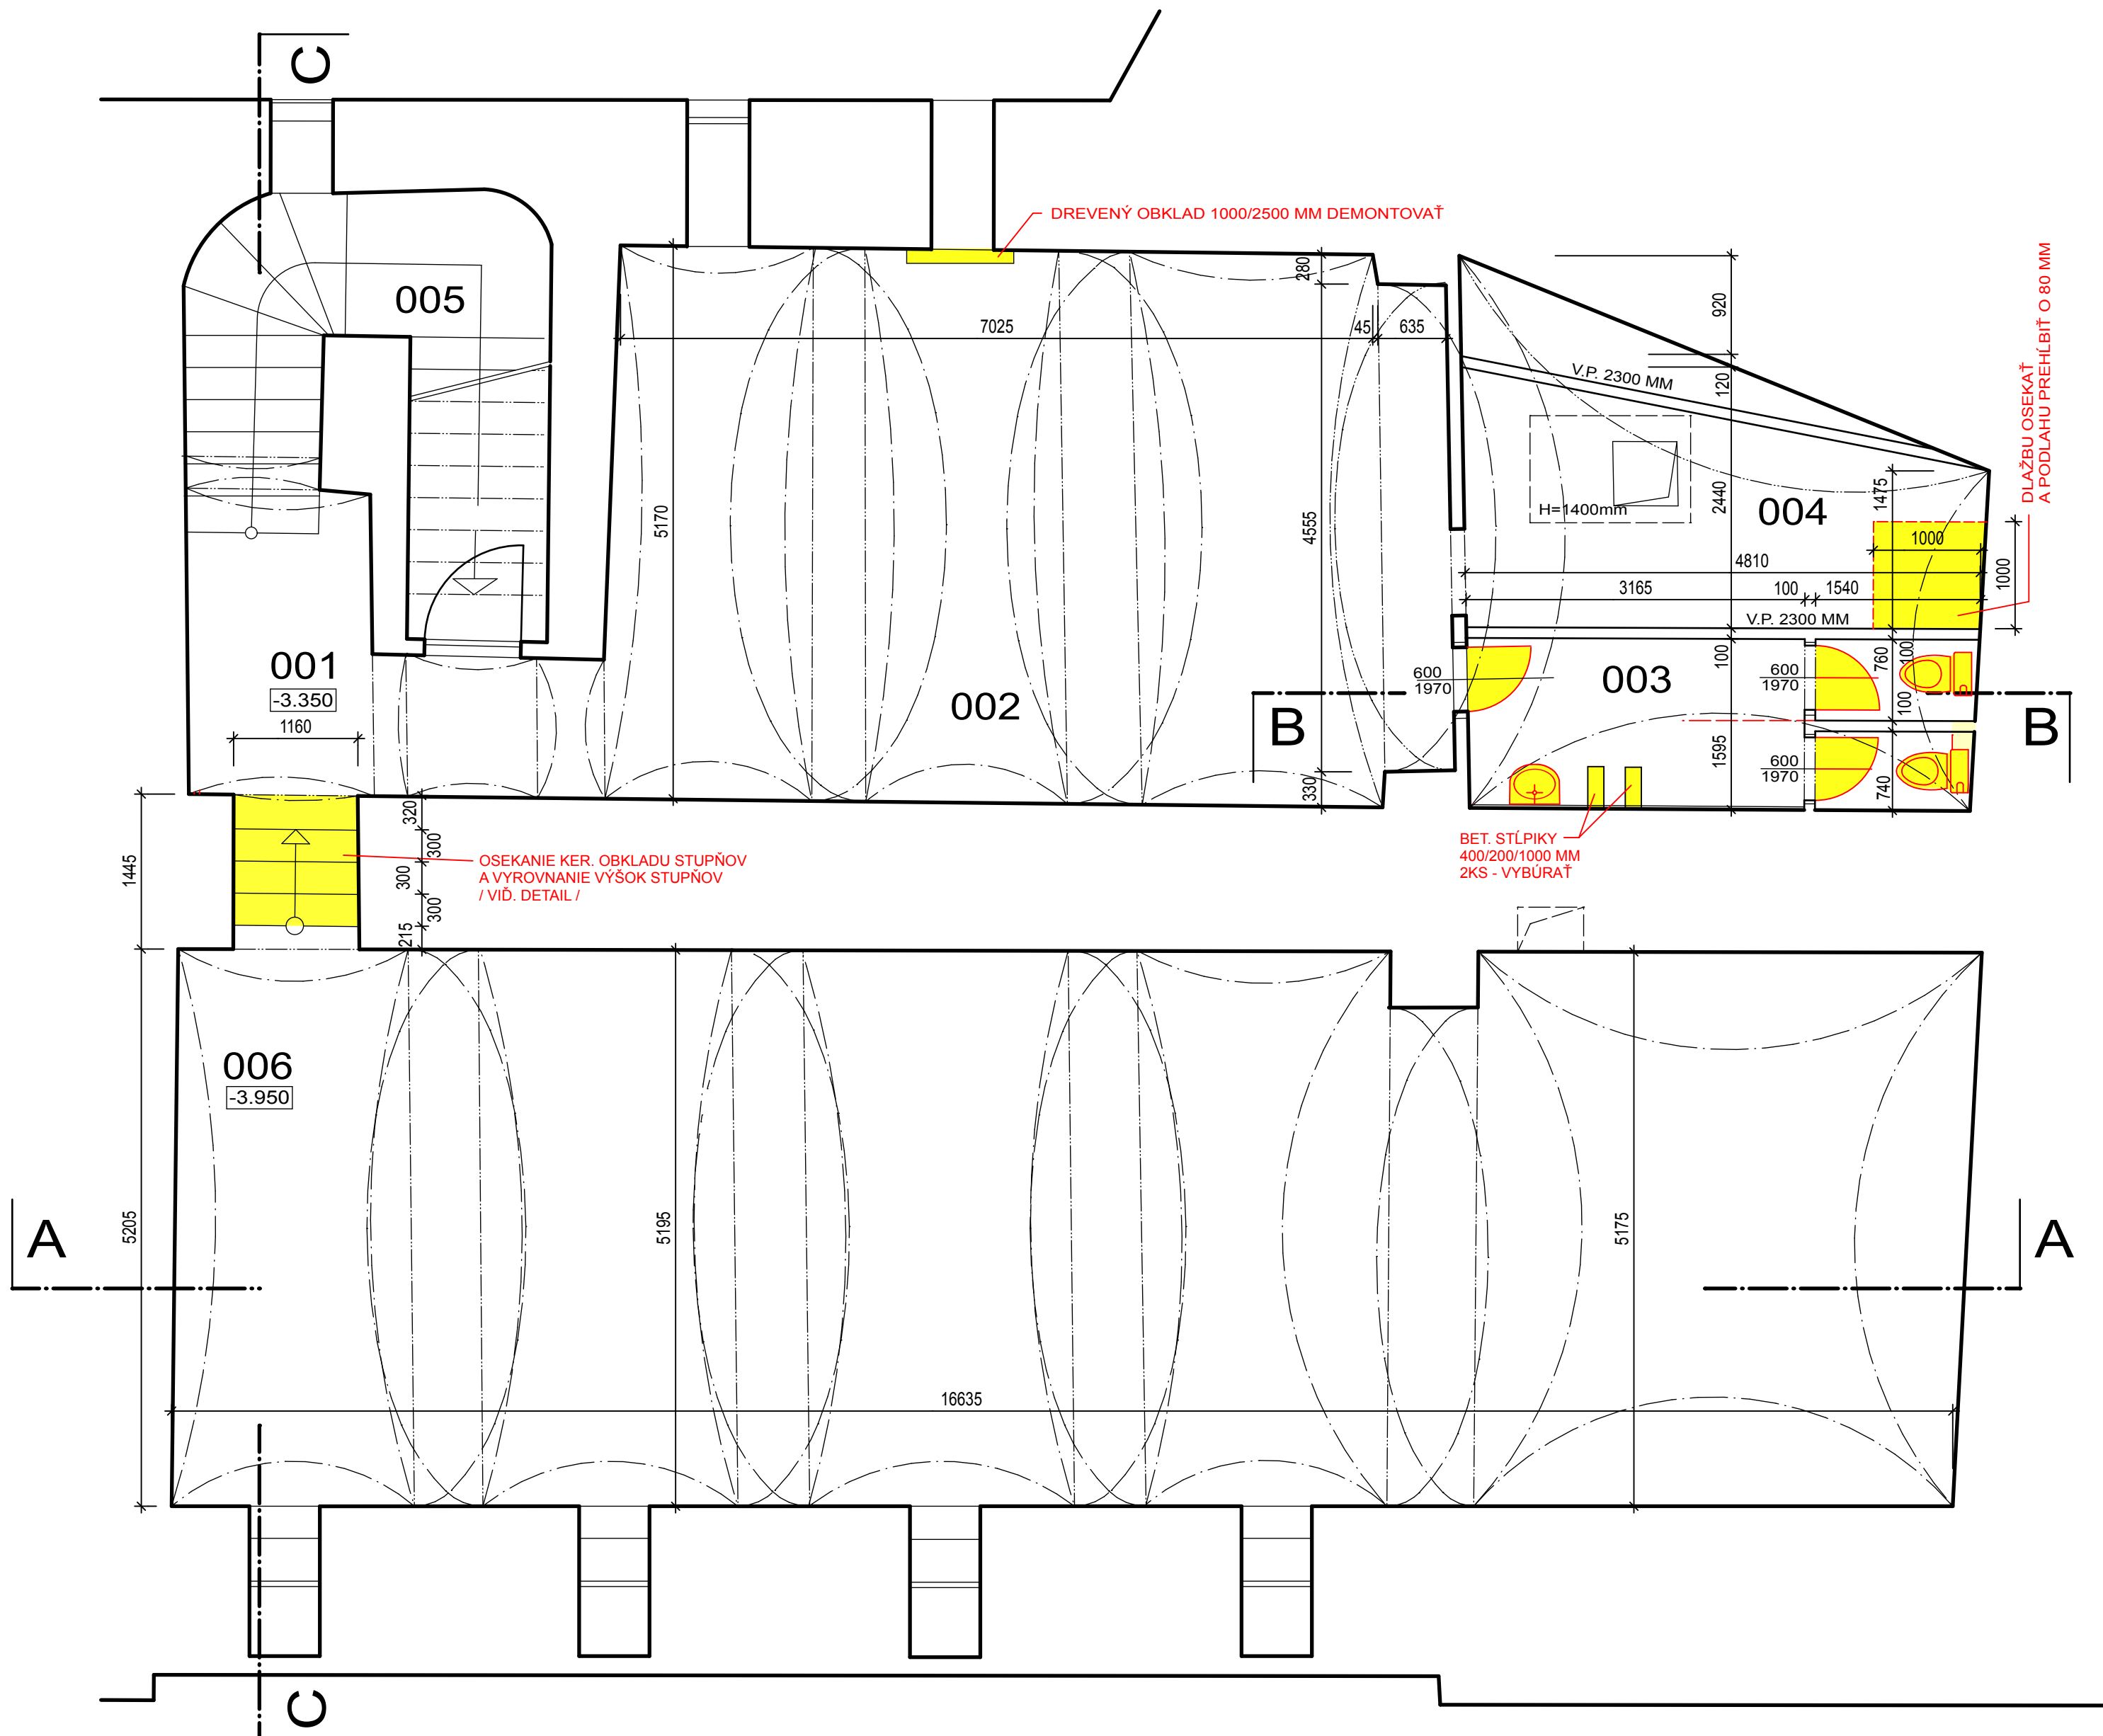 C
DREVENÝ OBKLAD 1000/2500 MM DEMONTOVAŤ
005
7025
45
635
280
920
120
V.P. 2300 MM
DLAŽBU OSEKAŤ
A PODLAHU PREHĹBIŤ O 80 MM
H=1400mm
2440
004
1475
5170
4555
1000
1000
4810
3165
100
1540
V.P. 2300 MM
001
-3.350
1160
002
600
1970
003
100
600
1970
760
100
100
B
B
1595
600
1970
740
330
320
300
300
300
215
1445
OSEKANIE KER. OBKLADU STUPŇOV
A VYROVNANIE VÝŠOK STUPŇOV
/ VIĎ. DETAIL /
BET. STĹPIKY
400/200/1000 MM
2KS - VYBÚRAŤ
006
-3.950
5205
5195
5175
A
A
16635
C